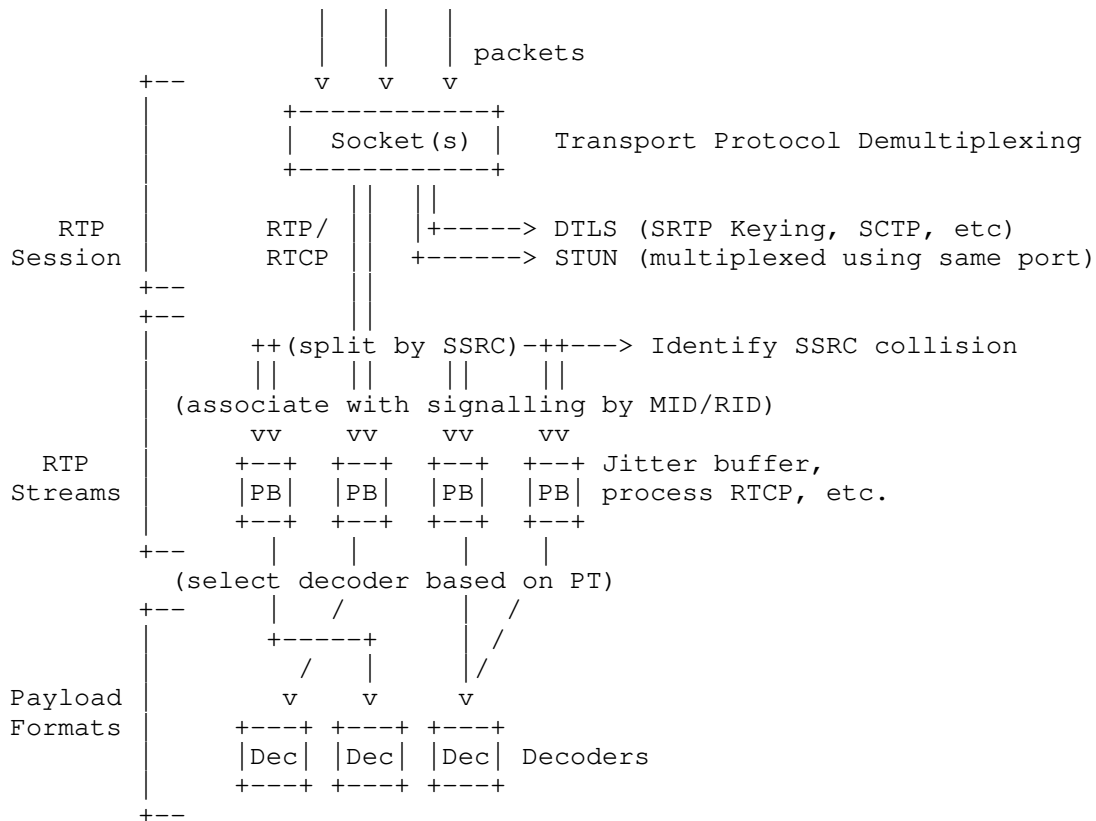 packets
Socket(s) Transport Protocol Demultiplexing
RTP RTP/ DTLS (SRTP Keying, SCTP, etc)
Session RTCP STUN (multiplexed using same port)
(split by SSRC) Identify SSRC collision
(associate with signalling by MID/RID)
RTP Jitter buffer,
Streams PB PB PB PB process RTCP, etc.
(select decoder based on PT)
Payload
Formats
Dec Dec Dec Decoders